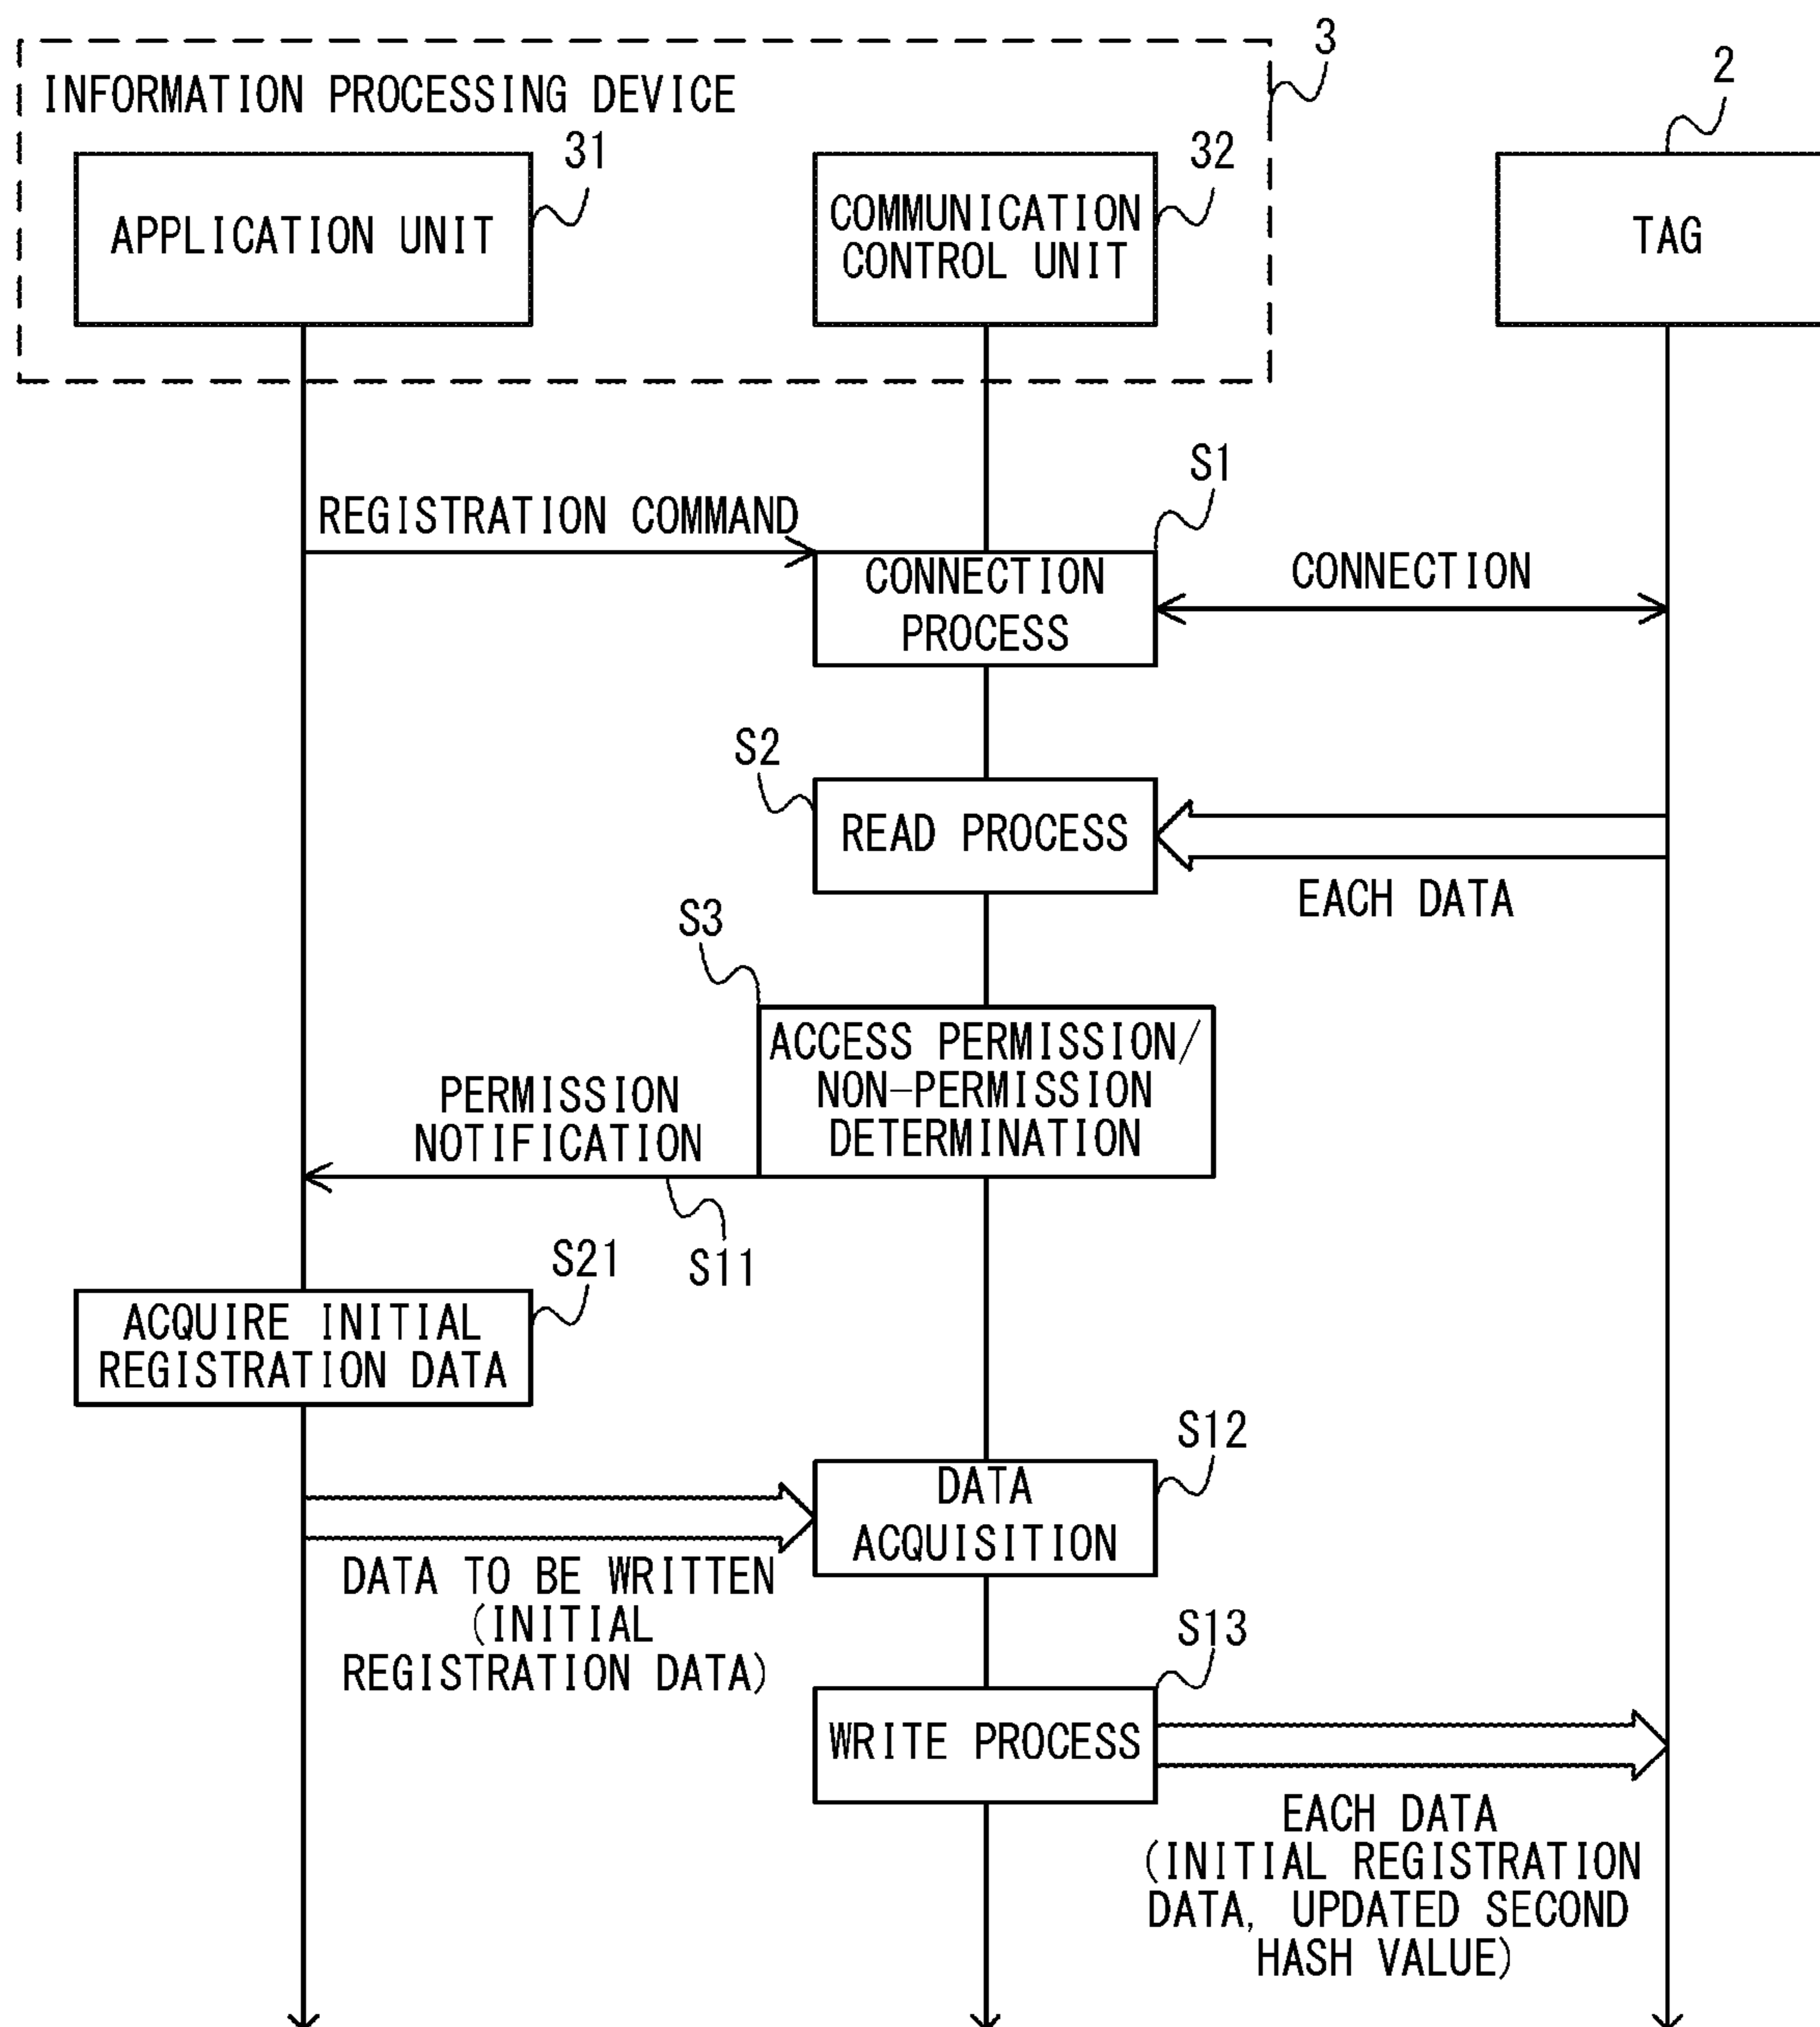 3
INFORMATION PROCESSING DEVICE
2
31
32
APPLICATION UNIT
COMMUNICATION
CONTROL UNIT
TAG
S1
REGISTRATION COMMAND
CONNECTION
PROCESS
CONNECTION
S2
READ PROCESS
EACH DATA
S3
ACCESS PERMISSION/
NON-PERMISSION
DETERMINATION
PERMISSION
NOTIFICATION
S11
S21
ACQUIRE INITIAL
REGISTRATION DATA
S12
DATA
ACQUISITION
DATA TO BE WRITTEN
(INITIAL
REGISTRATION DATA)
S13
WRITE PROCESS
EACH DATA
(INITIAL REGISTRATION
DATA, UPDATED SECOND
HASH VALUE)